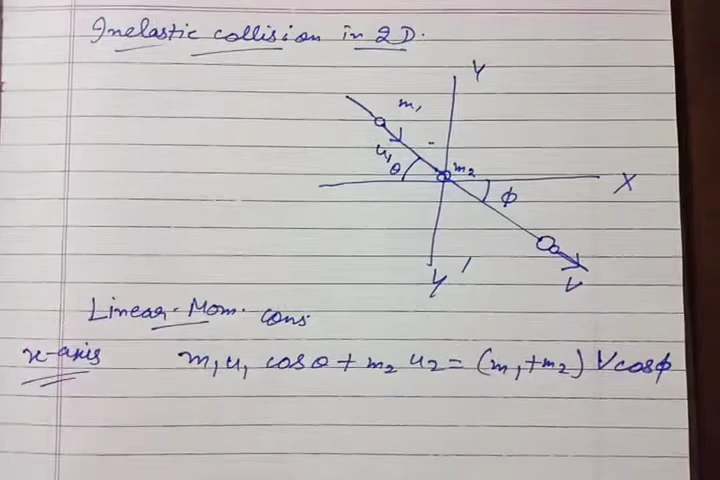 Inelastic collision in 2D.
Y
m₁
u₁
θ
m₂
X
ϕ
V
Y'
Linear Mom. cons
x-axis m₁u₁ cosθ + m₂ u₂ = (m₁+m₂) V cosϕ